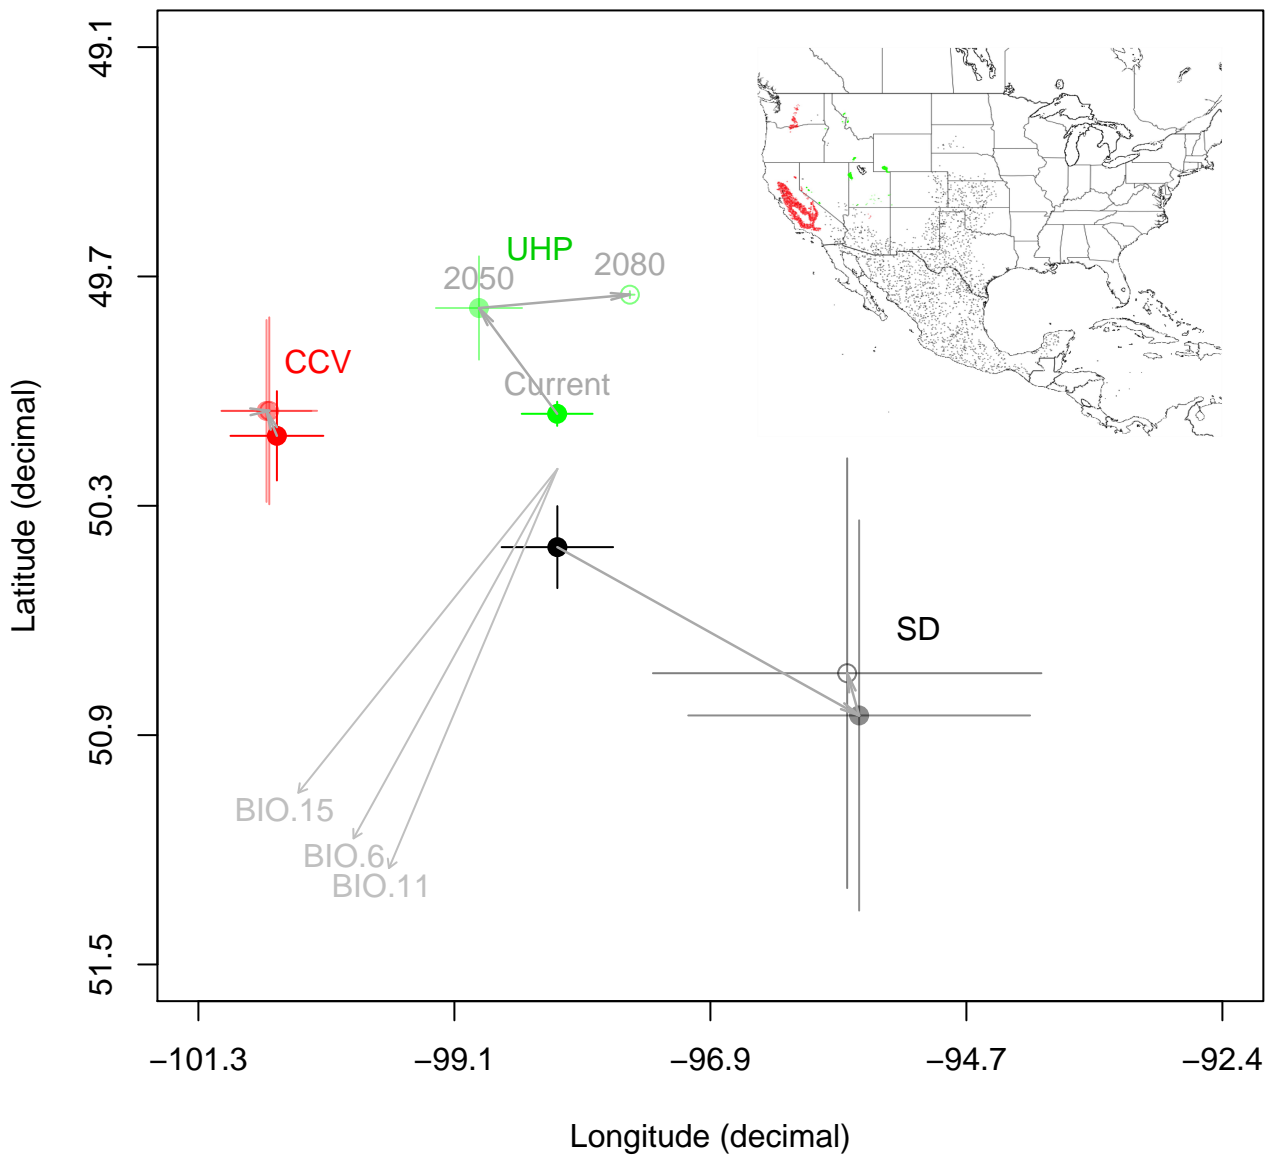 49.1
49.7
50.3
50.9
51.5
Latitude (decimal)
UHP
2050
2080
CCV
Current
SD
BIO.15
BIO.6
BIO.11
−101.3
−99.1
−96.9
−94.7
−92.4
Longitude (decimal)